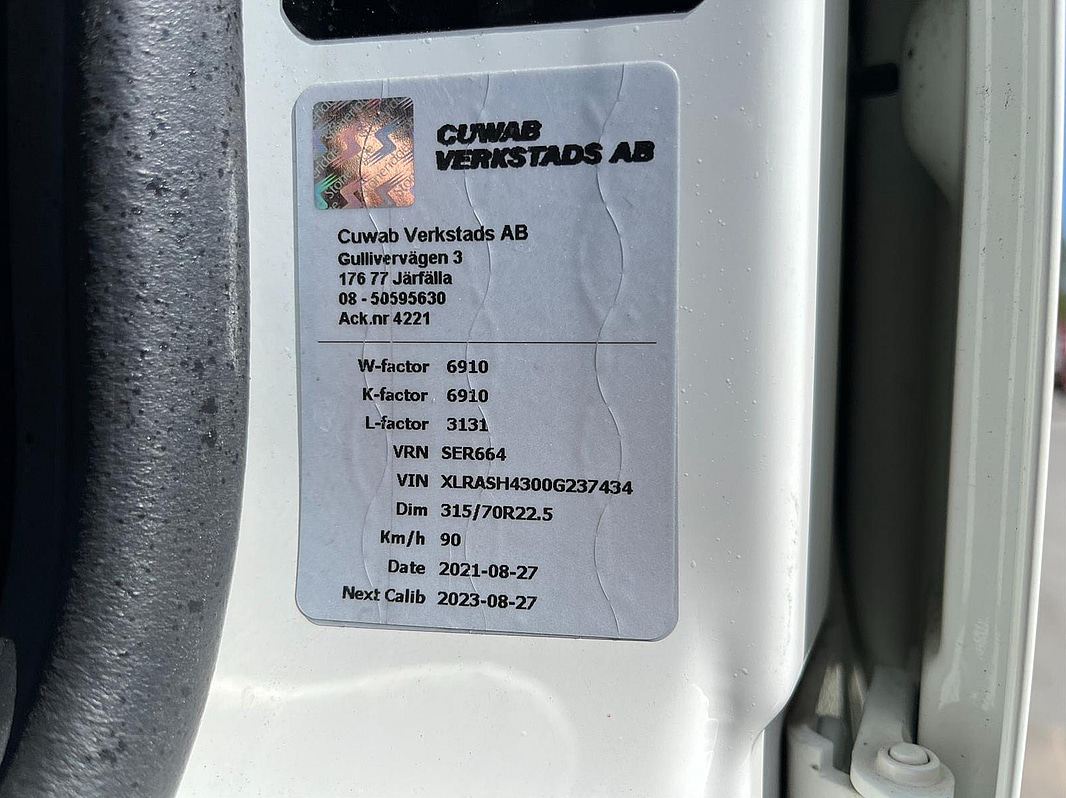 CUWAB
VERKSTADS AB
Cuwab Verkstads AB
Gullivervägen 3
176 77 Järfälla
08 - 50595630
Ack.nr 4221
W-factor 6910
K-factor 6910
L-factor 3131
VRN SER664
VIN XLRASH4300G237434
Dim 315/70R22.5
Km/h 90
Date 2021-08-27
Next Calib 2023-08-27